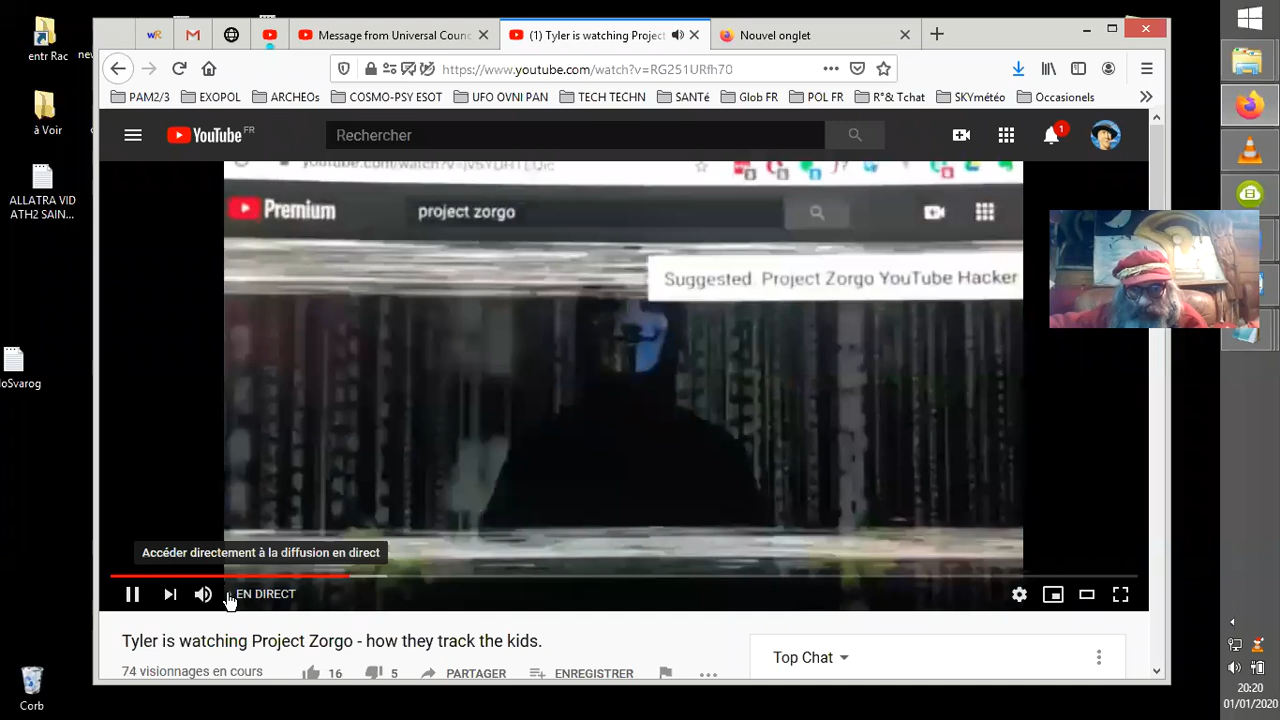 entr Rac
à Voir
ALLATRA VID
ATH2 SAIN...
loSvarog
Corb
Message from Universal Counc
(1) Tyler is watching Project
Nouvel onglet
https://www.youtube.com/watch?v=RG251URfh70
PAM2/3
EXOPOL
ARCHEOs
COSMO-PSY ESOT
UFO OVNI PAN
TECH TECHN
SANTé
Glob FR
POL FR
R°& Tchat
SKYmétéo
Occasionels
YouTube FR
Rechercher
1
Premium
project zorgo
Suggested Project Zorgo YouTube Hacker
Accéder directement à la diffusion en direct
EN DIRECT
Tyler is watching Project Zorgo - how they track the kids.
74 visionnages en cours
16
5
PARTAGER
ENREGISTRER
Top Chat
20:20
01/01/2020